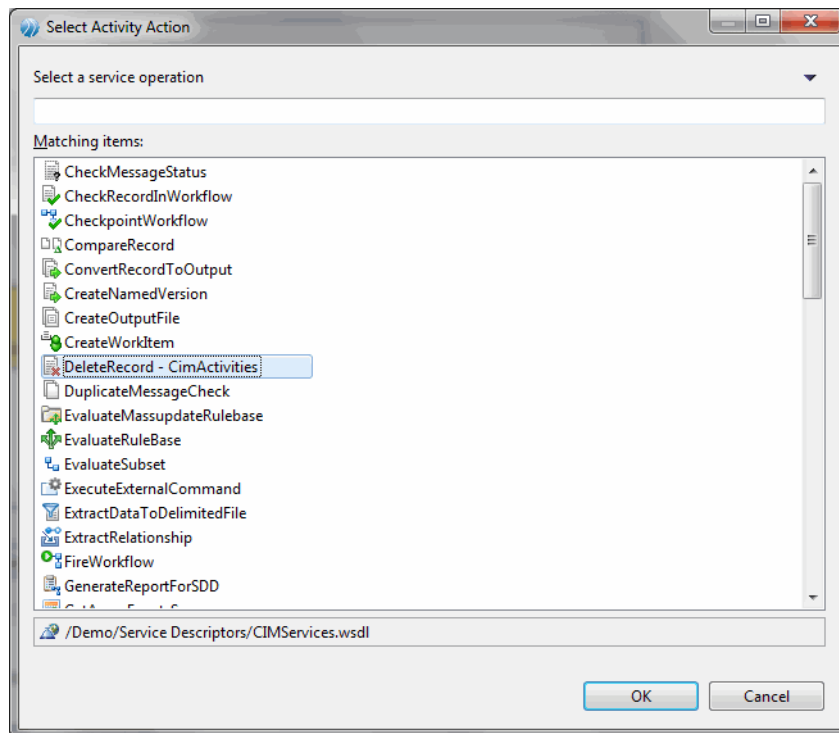 Select Activity Action
Select a service operation
Matching items:
CheckMessageStatus
CheckRecordInWorkflow
CheckpointWorkflow
CompareRecord
ConvertRecordToOutput
CreateNamedVersion
CreateOutputFile
CreateWorkItem
DeleteRecord - CimActivities
DuplicateMessageCheck
EvaluateMassupdateRulebase
EvaluateRuleBase
EvaluateSubset
ExecuteExternalCommand
ExtractDataToDelimitedFile
ExtractRelationship
FireWorkflow
GenerateReportForSDD
/Demo/Service Descriptors/CIMServices.wsdl
OK Cancel